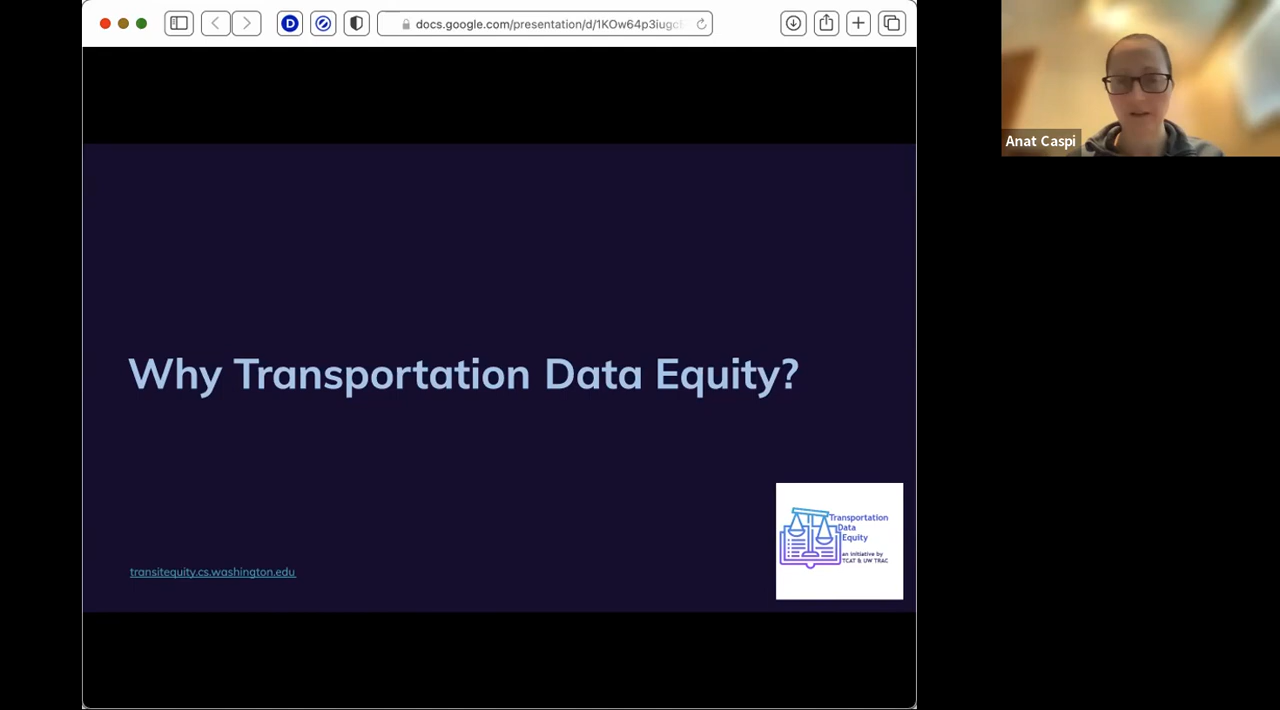 D
docs.google.com/presentation/d/1KOw64p3iugc
Anat Caspi
Why Transportation Data Equity?
Transportation
Data
Equity
an initiative by
TCAT & UW TRAC
transitequity.cs.washington.edu